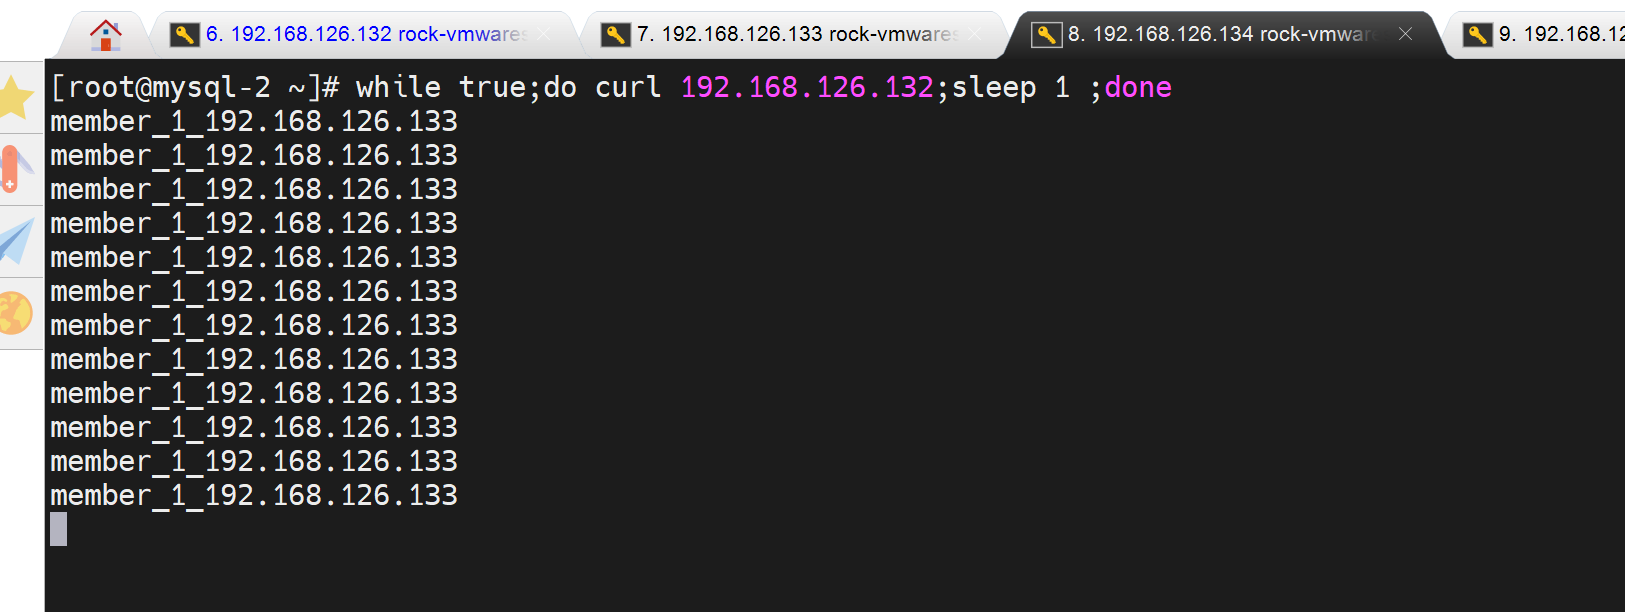 6. 192.168.126.132 rock-vmwares
7. 192.168.126.133 rock-vmwares
8. 192.168.126.134 rock-vmwar
9. 192.168.12
[root@mysql-2 ~]# while true;do curl 192.168.126.132;sleep 1 ;done
member_1_192.168.126.133
member_1_192.168.126.133
member_1_192.168.126.133
member_1_192.168.126.133
member_1_192.168.126.133
member_1_192.168.126.133
member_1_192.168.126.133
member_1_192.168.126.133
member_1_192.168.126.133
member_1_192.168.126.133
member_1_192.168.126.133
member_1_192.168.126.133